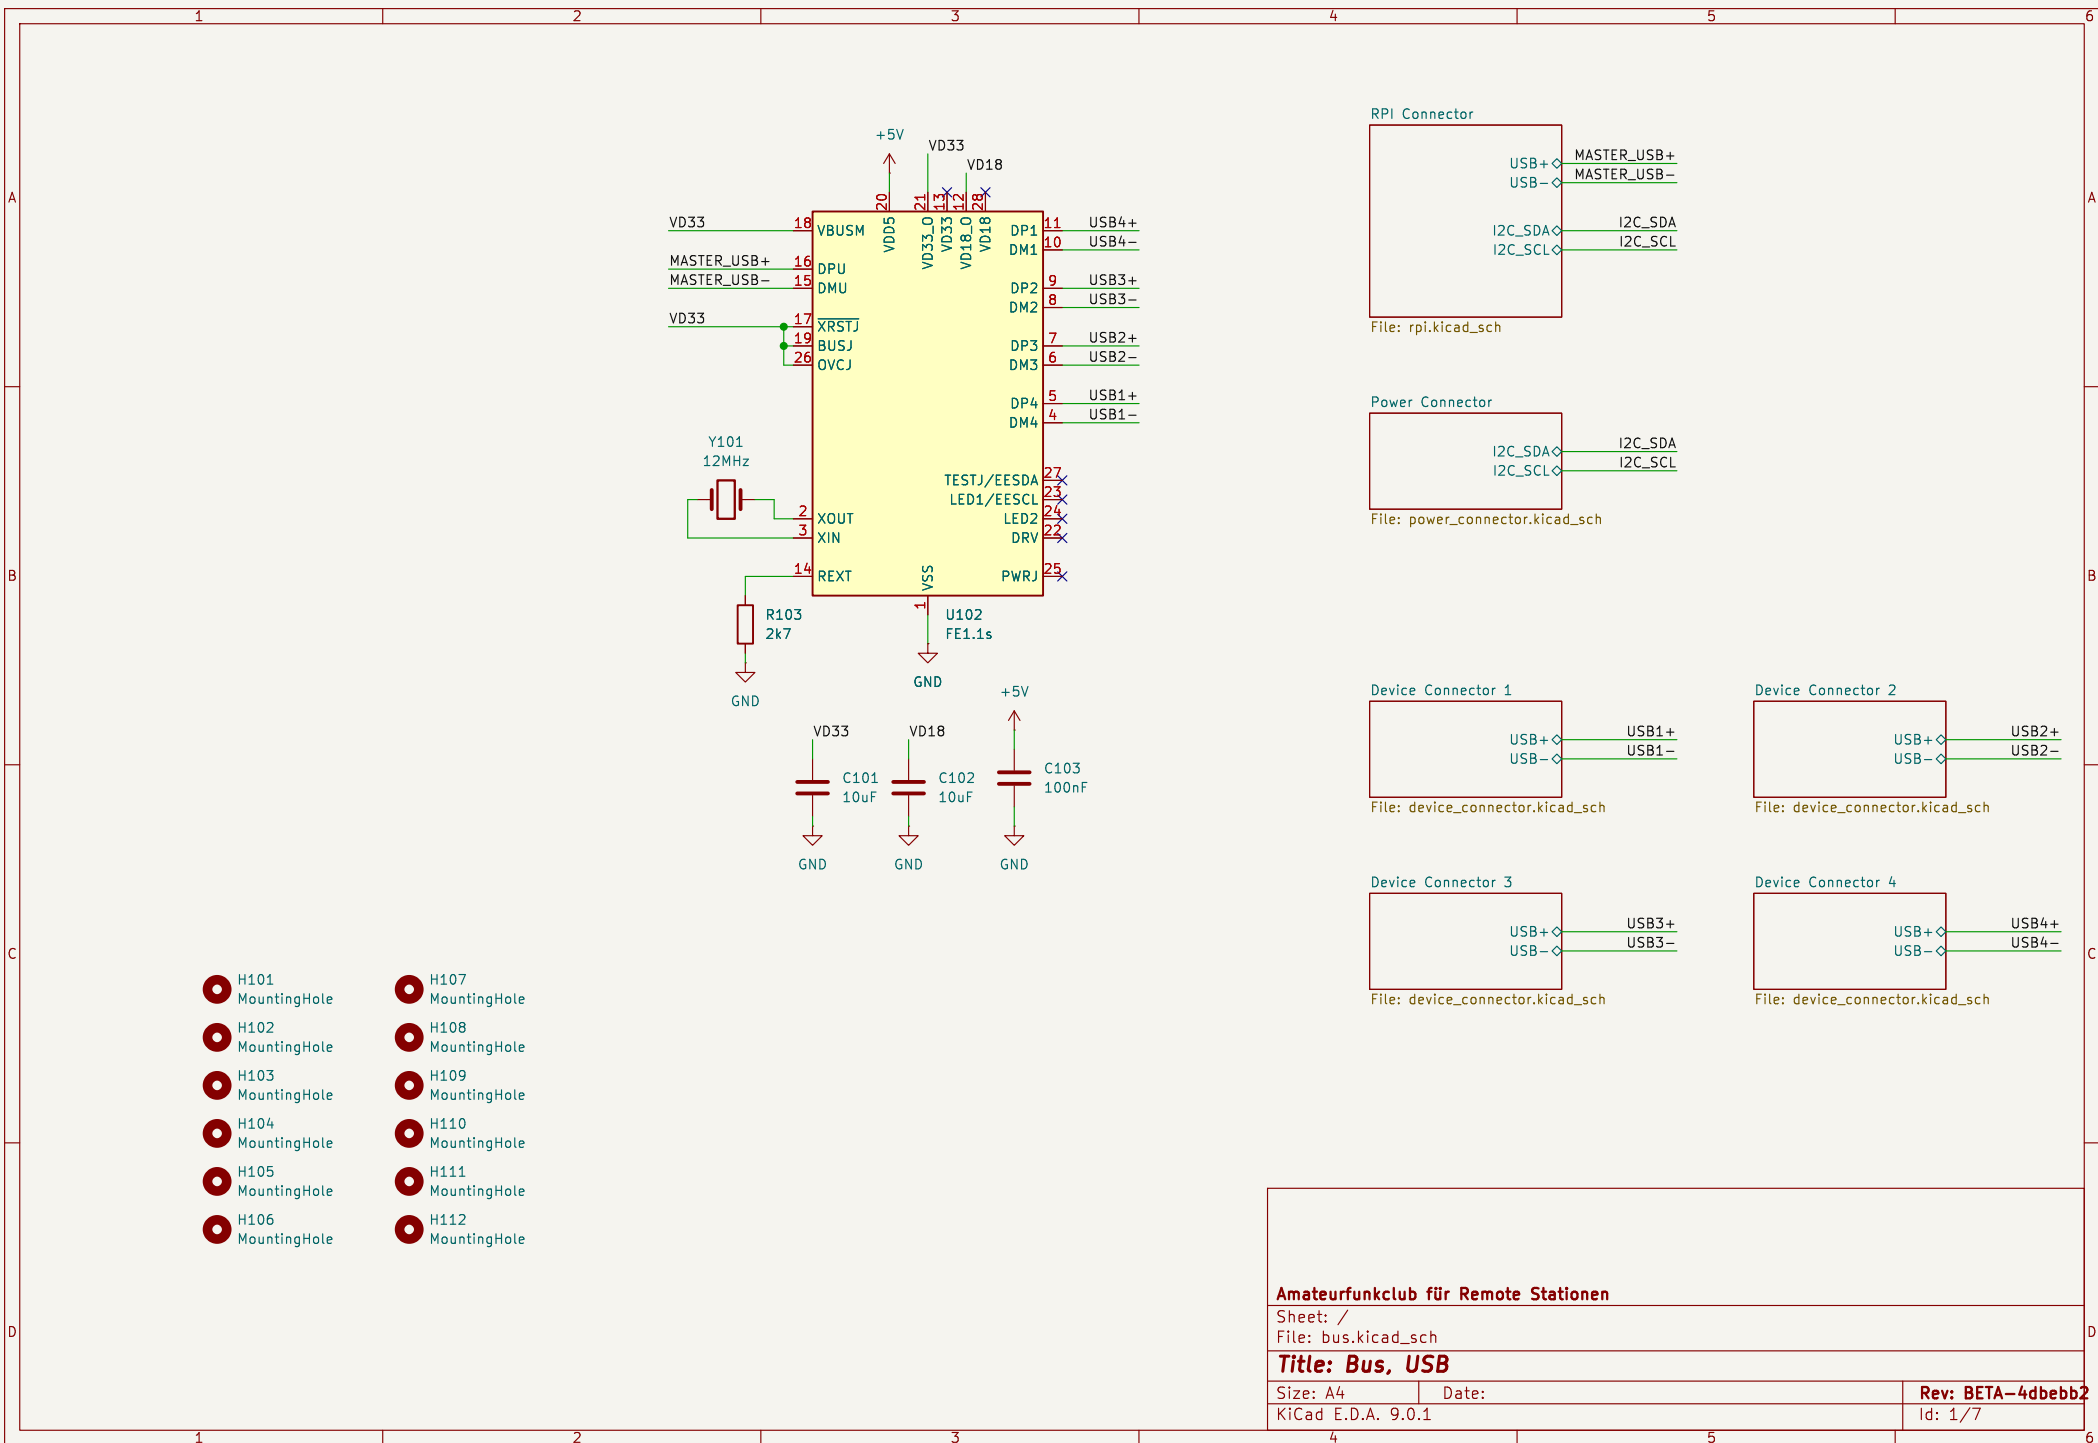 1 2 3 4 5 6
A
B
C
D
RPI Connector
USB+ MASTER_USB+
USB- MASTER_USB-
I2C_SDA I2C_SDA
I2C_SCL I2C_SCL
File: rpi.kicad_sch
+5V
VD33
VD18
20 21 13 12 28
VDD5 VD33_O VD33 VD18_O VD18
VD33 18 VBUSM
MASTER_USB+ 16 DPU
MASTER_USB- 15 DMU
VD33 17 XRSTJ
19 BUSJ
26 OVCJ
Y101
12MHz
2 XOUT
3 XIN
14 REXT
R103
2k7
GND
DP1 11 USB4+
DM1 10 USB4-
DP2 9 USB3+
DM2 8 USB3-
DP3 7 USB2+
DM3 6 USB2-
DP4 5 USB1+
DM4 4 USB1-
TESTJ/EESDA 27
LED1/EESCL 23
LED2 24
DRV 22
PWRJ 25
VSS
1
U102
FE1.1s
GND
VD33
C101
10uF
GND
VD18
C102
10uF
GND
+5V
C103
100nF
GND
Power Connector
I2C_SDA I2C_SDA
I2C_SCL I2C_SCL
File: power_connector.kicad_sch
Device Connector 1
USB+ USB1+
USB- USB1-
File: device_connector.kicad_sch
Device Connector 2
USB+ USB2+
USB- USB2-
File: device_connector.kicad_sch
Device Connector 3
USB+ USB3+
USB- USB3-
File: device_connector.kicad_sch
Device Connector 4
USB+ USB4+
USB- USB4-
File: device_connector.kicad_sch
H101
MountingHole
H102
MountingHole
H103
MountingHole
H104
MountingHole
H105
MountingHole
H106
MountingHole
H107
MountingHole
H108
MountingHole
H109
MountingHole
H110
MountingHole
H111
MountingHole
H112
MountingHole
Amateurfunkclub für Remote Stationen
Sheet: /
File: bus.kicad_sch
Title: Bus, USB
Size: A4 Date: Rev: BETA-4dbebb2
KiCad E.D.A. 9.0.1 Id: 1/7
A
B
C
D
1 2 3 4 5 6